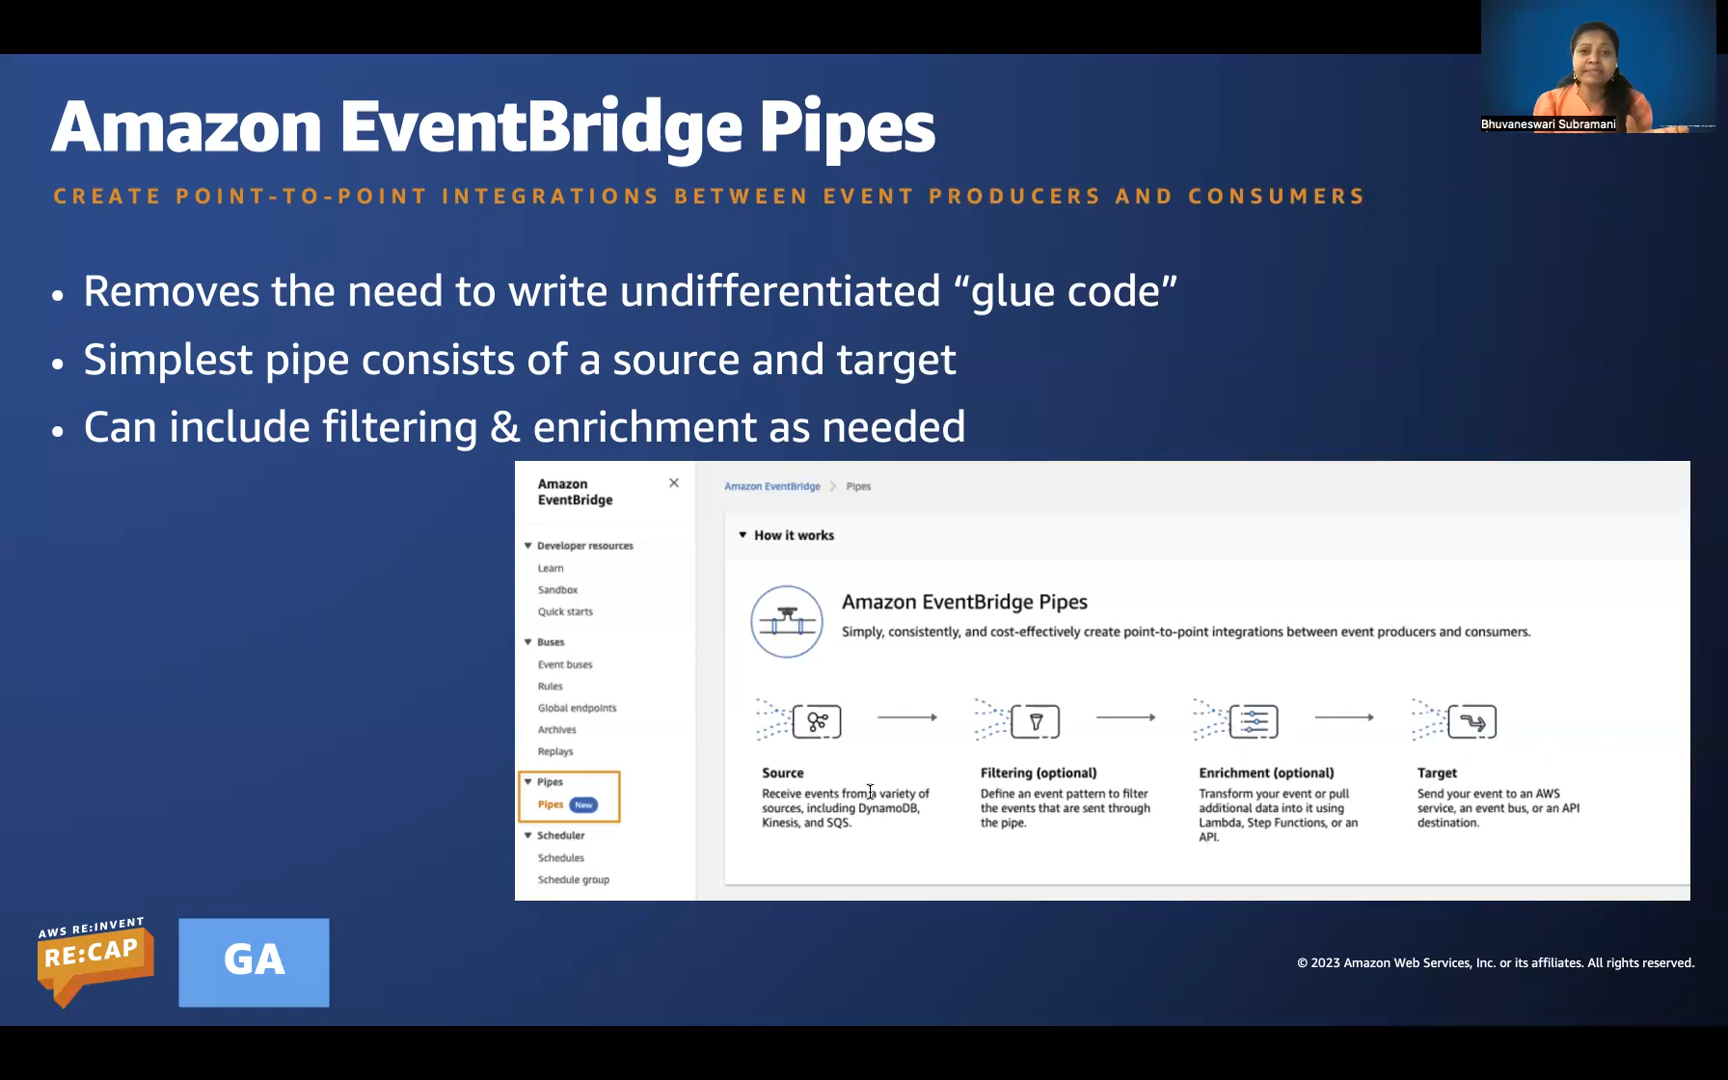 Bhuvaneswari Subramani
Amazon EventBridge Pipes
CREATE POINT-TO-POINT INTEGRATIONS BETWEEN EVENT PRODUCERS AND CONSUMERS
• Removes the need to write undifferentiated “glue code”
• Simplest pipe consists of a source and target
• Can include filtering & enrichment as needed
Amazon
EventBridge
Developer resources
Learn
Sandbox
Quick starts
Buses
Event buses
Rules
Global endpoints
Archives
Replays
Pipes
Pipes New
Scheduler
Schedules
Schedule group
Amazon EventBridge > Pipes
How it works
Amazon EventBridge Pipes
Simply, consistently, and cost-effectively create point-to-point integrations between event producers and consumers.
Source
Receive events from a variety of
sources, including DynamoDB,
Kinesis, and SQS.
Filtering (optional)
Define an event pattern to filter
the events that are sent through
the pipe.
Enrichment (optional)
Transform your event or pull
additional data into it using
Lambda, Step Functions, or an
API.
Target
Send your event to an AWS
service, an event bus, or an API
destination.
AWS RE:INVENT
RE:CAP
GA
© 2023 Amazon Web Services, Inc. or its affiliates. All rights reserved.